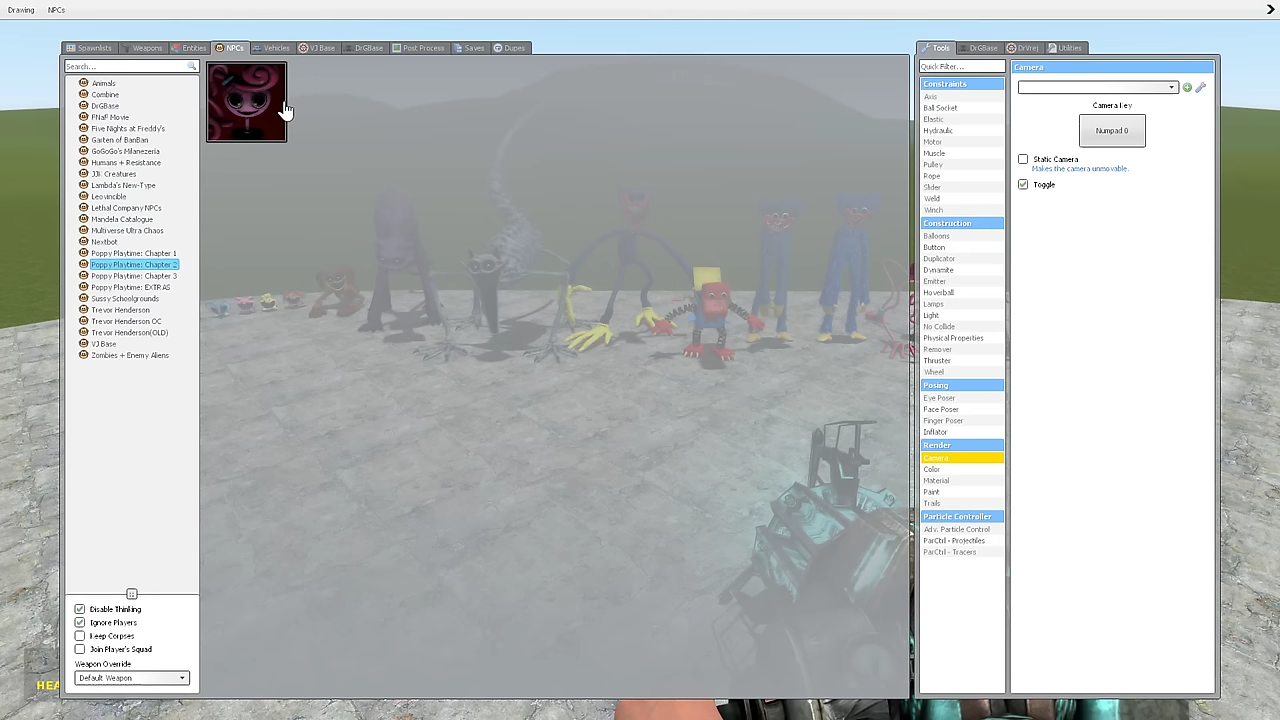 Drawing NPCs
Spawnlists Weapons Entities NPCs Vehicles VJ Base DrGBase Post Process Saves Dupes
Search...
Animals
Combine
DrGBase
FNaF Movie
Five Nights at Freddy's
Garten of BanBan
GoGoGo's Milanezeria
Humans + Resistance
JJK Creatures
Lambda's New-Type
Leovincible
Lethal Company NPCs
Mandela Catalogue
Multiverse Ultra Chaos
Nextbot
Poppy Playtime: Chapter 1
Poppy Playtime: Chapter 2
Poppy Playtime: Chapter 3
Poppy Playtime: EXTRAS
Sussy Schoolgrounds
Trevor Henderson
Trevor Henderson OC
Trevor Henderson(OLD)
VJ Base
Zombies + Enemy Aliens
Disable Thinking
Ignore Players
Keep Corpses
Join Player's Squad
Weapon Override
Default Weapon
HEA
Tools DrGBase DrVrej Utilities
Quick Filter...
Constraints
Axis
Ball Socket
Elastic
Hydraulic
Motor
Muscle
Pulley
Rope
Slider
Weld
Winch
Construction
Balloons
Button
Duplicator
Dynamite
Emitter
Hoverball
Lamps
Light
No Collide
Physical Properties
Remover
Thruster
Wheel
Posing
Eye Poser
Face Poser
Finger Poser
Inflator
Render
Camera
Color
Material
Paint
Trails
Particle Controller
Adv. Particle Control
ParCtrl - Projectiles
ParCtrl - Tracers
Camera
Camera Key
Numpad 0
Static Camera
Makes the camera unmovable.
Toggle